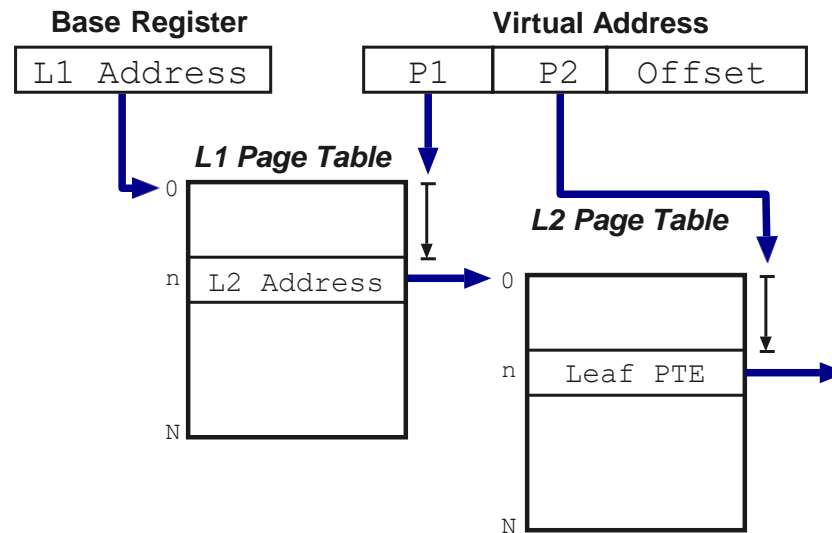 Base Register
Virtual Address
L1 Address
P1 P2 Offset
L1 Page Table
0
L2 Page Table
n L2 Address
0
n Leaf PTE
N
N